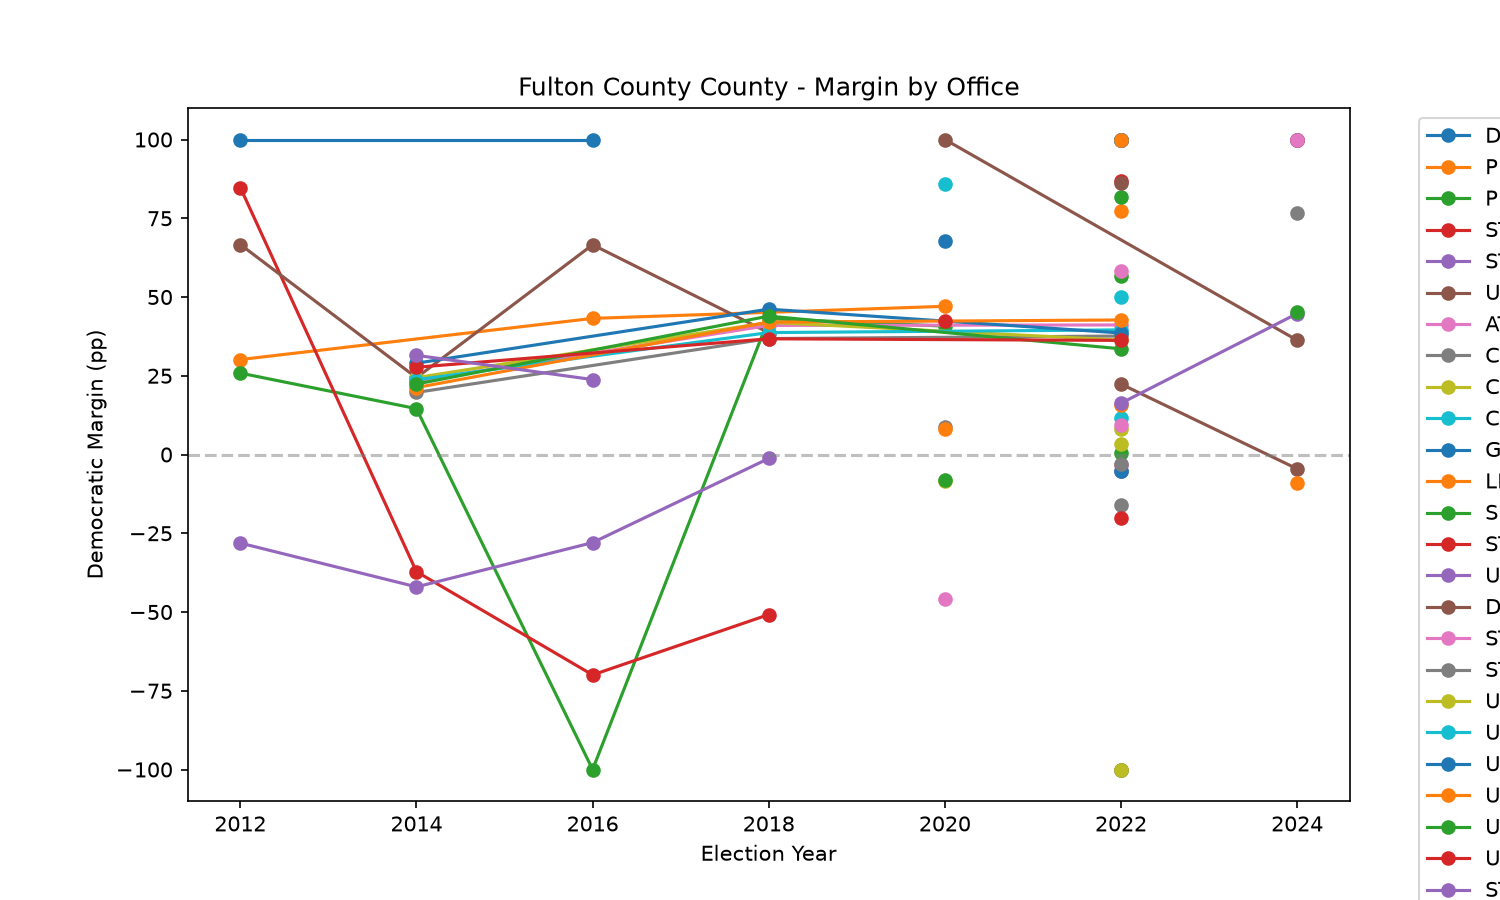 Fulton County County - Margin by Office
Democratic Margin (pp)
100
75
50
25
0
−25
−50
−75
−100
2012
2014
2016
2018
2020
2022
2024
Election Year
D
P
P
ST
ST
U
AT
C
C
C
G
LI
S
ST
U
D
ST
ST
U
U
U
U
U
U
ST